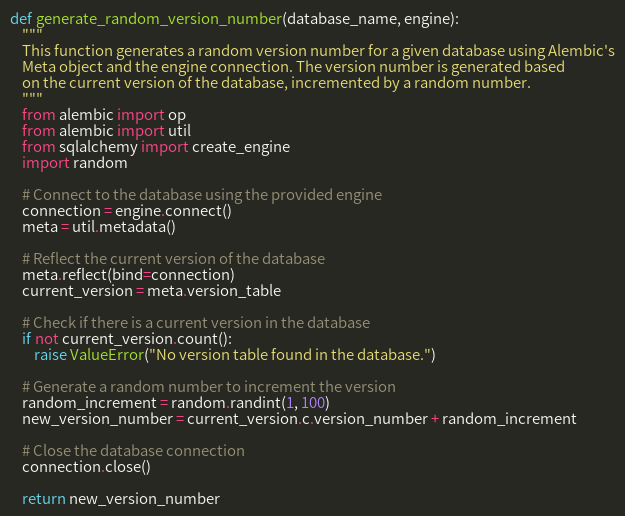 def generate_random_version_number(database_name, engine):
"""
This function generates a random version number for a given database using Alembic's
Meta object and the engine connection. The version number is generated based
on the current version of the database, incremented by a random number.
"""
from alembic import op
from alembic import util
from sqlalchemy import create_engine
import random
# Connect to the database using the provided engine
connection = engine.connect()
meta = util.metadata()
# Reflect the current version of the database
meta.reflect(bind=connection)
current_version = meta.version_table
# Check if there is a current version in the database
if not current_version.count():
raise ValueError("No version table found in the database.")
# Generate a random number to increment the version
random_increment = random.randint(1, 100)
new_version_number = current_version.c.version_number + random_increment
# Close the database connection
connection.close()
return new_version_number